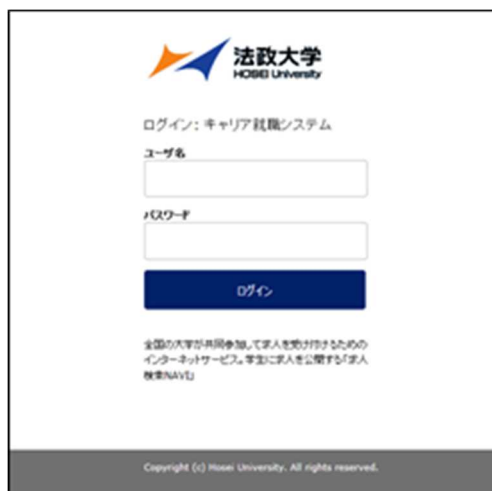 法政大学
HOSEI University
ログイン: キャリア就職システム
ユーザ名
パスワード
ログイン
全国の大学が共同参加して求人を受け付けるための
インターネットサービス。学生に求人を公開する「求人
検索NAVI」
Copyright (c) Hosei University. All rights reserved.